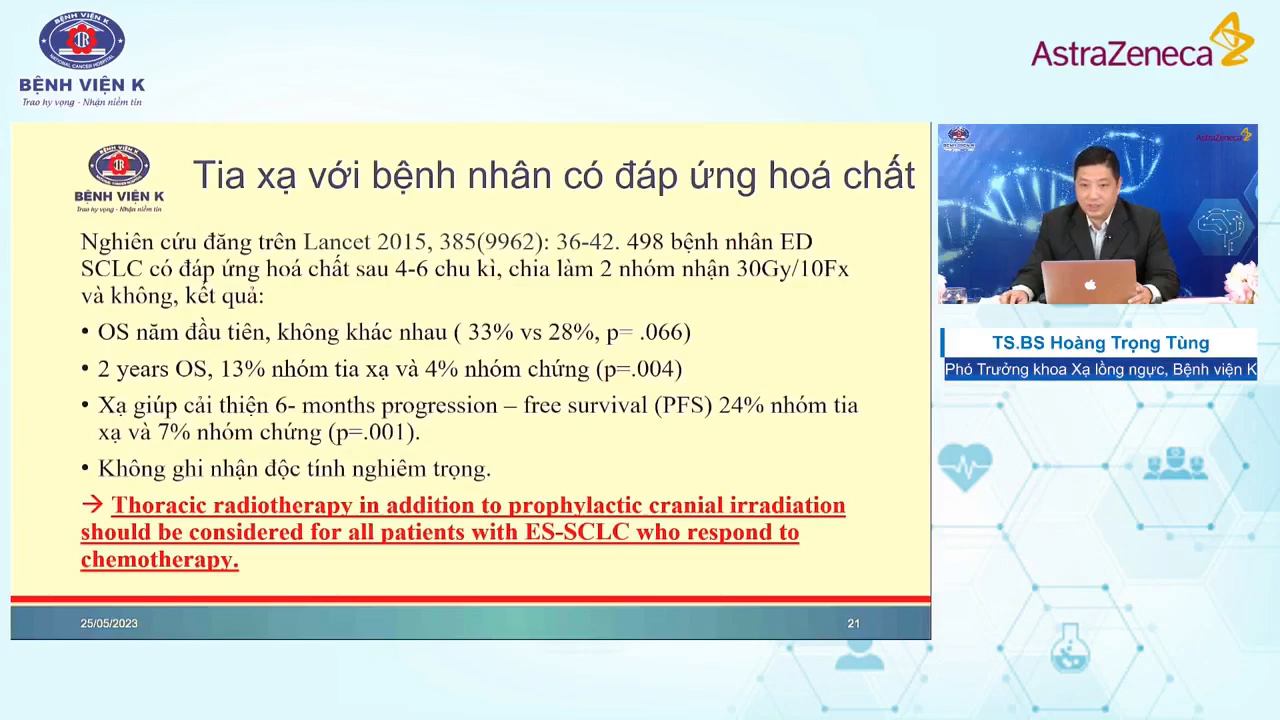 NATIONAL CANCER HOSPITAL
BỆNH VIỆN K
Trao hy vọng - Nhận niềm tin
AstraZeneca
BỆNH VIỆN K
BỆNH VIỆN K
Trao hy vọng - Nhận niềm tin
Tia xạ với bệnh nhân có đáp ứng hoá chất
Nghiên cứu đăng trên Lancet 2015, 385(9962): 36-42. 498 bệnh nhân ED
SCLC có đáp ứng hoá chất sau 4-6 chu kì, chia làm 2 nhóm nhận 30Gy/10Fx
và không, kết quả:
• OS năm đầu tiên, không khác nhau ( 33% vs 28%, p= .066)
• 2 years OS, 13% nhóm tia xạ và 4% nhóm chứng (p=.004)
• Xạ giúp cải thiện 6- months progression – free survival (PFS) 24% nhóm tia
xạ và 7% nhóm chứng (p=.001).
• Không ghi nhận độc tính nghiêm trọng.
→ Thoracic radiotherapy in addition to prophylactic cranial irradiation
should be considered for all patients with ES-SCLC who respond to
chemotherapy.
25/05/2023
21
AstraZeneca
TS.BS Hoàng Trọng Tùng
Phó Trưởng khoa Xạ lồng ngực, Bệnh viện K